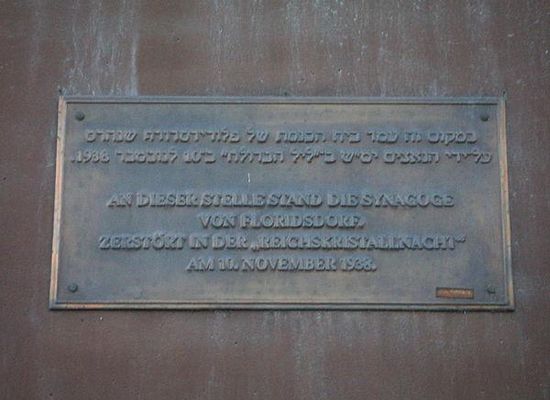 במקום זה עמד בית הכנסת של פלורידסדורף שנהרס
על־ידי הנאצים ימ״ש ב״ליל הבדולח״ ב־10 לנובמבר 1938.
AN DIESER STELLE STAND DIE SYNAGOGE
VON FLORIDSDORF.
ZERSTÖRT IN DER „REICHSKRISTALLNACHT“
AM 10. NOVEMBER 1938.